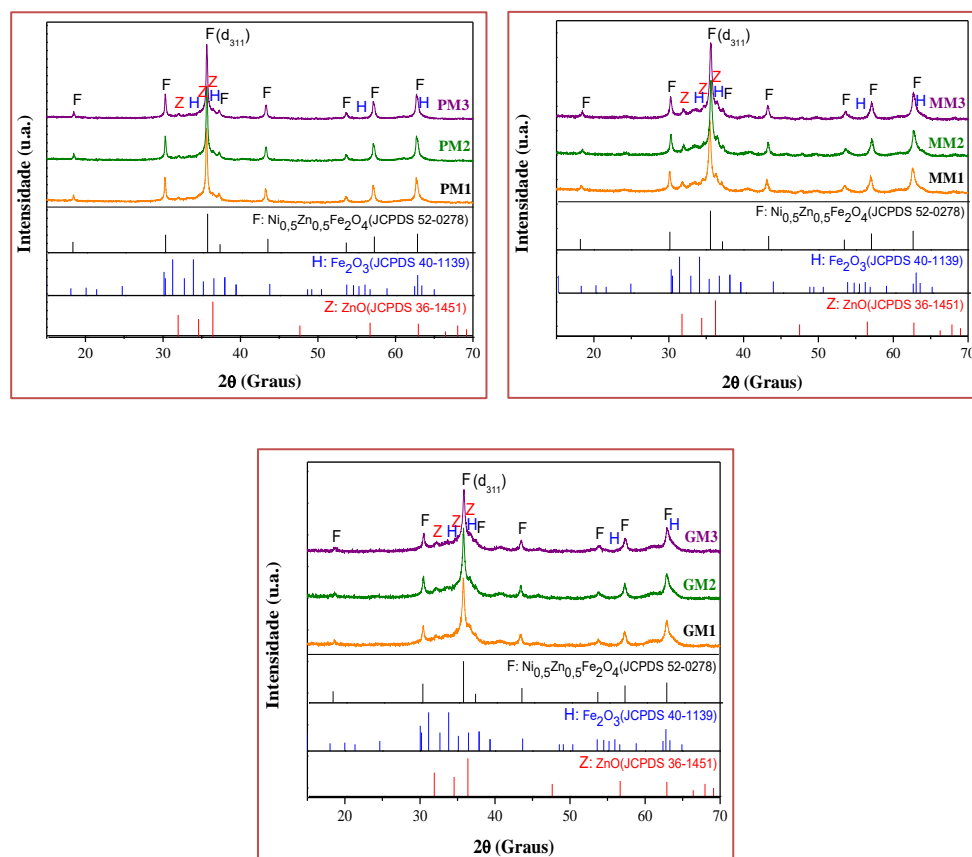 F (d311)
F
F
Z
Z
Z
H
H
F
F
F
H
F
F
H
PM3
PM2
PM1
F: Ni0,5Zn0,5Fe2O4(JCPDS 52-0278)
H: Fe2O3(JCPDS 40-1139)
Z: ZnO(JCPDS 36-1451)
20 30 40 50 60 70
2θ (Graus)
Intensidade (u.a.)
F (d311)
F
F
Z
Z
Z
H
H
F
F
F
H
F
F
H
MM3
MM2
MM1
F: Ni0,5Zn0,5Fe2O4(JCPDS 52-0278)
H: Fe2O3(JCPDS 40-1139)
Z: ZnO(JCPDS 36-1451)
20 30 40 50 60 70
2θ (Graus)
Intensidade (u.a.)
F (d311)
F
F
Z
Z
Z
H
H
F
F
F
H
F
F
H
GM3
GM2
GM1
F: Ni0,5Zn0,5Fe2O4(JCPDS 52-0278)
H: Fe2O3(JCPDS 40-1139)
Z: ZnO(JCPDS 36-1451)
20 30 40 50 60 70
2θ (Graus)
Intensidade (u.a.)